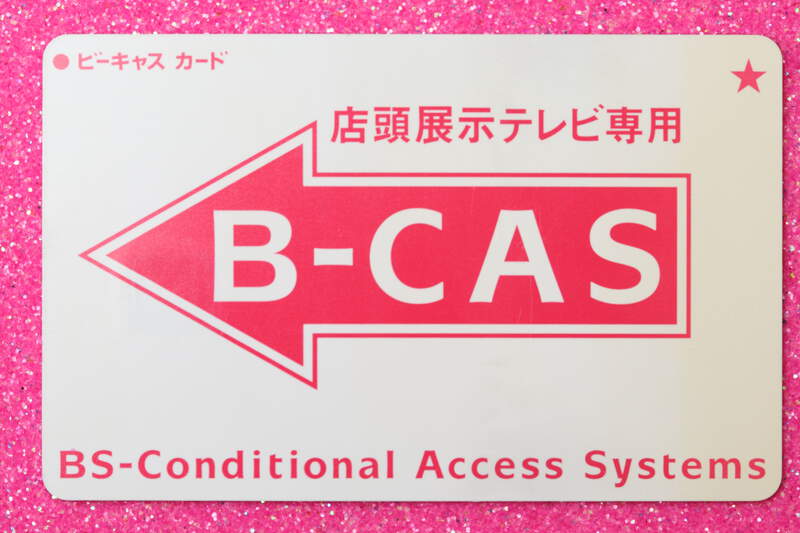 ● ビーキャス カード
店頭展示テレビ専用
B-CAS
BS-Conditional Access Systems